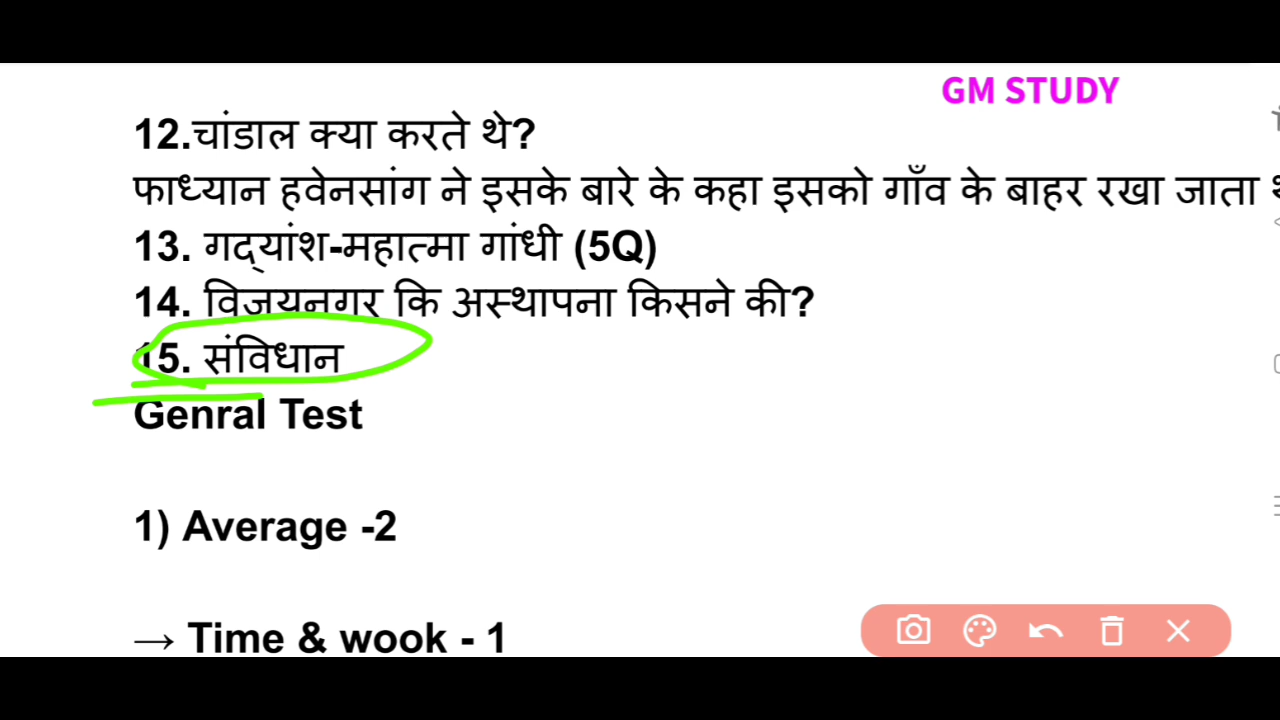 GM STUDY
12.चांडाल क्या करते थे?
फाध्यान हवेनसांग ने इसके बारे के कहा इसको गाँव के बाहर रखा जाता
13. गद्यांश-महात्मा गांधी (5Q)
14. विजयनगर कि अस्थापना किसने की?
15. संविधान
Genral Test
1) Average -2
→ Time & wook - 1